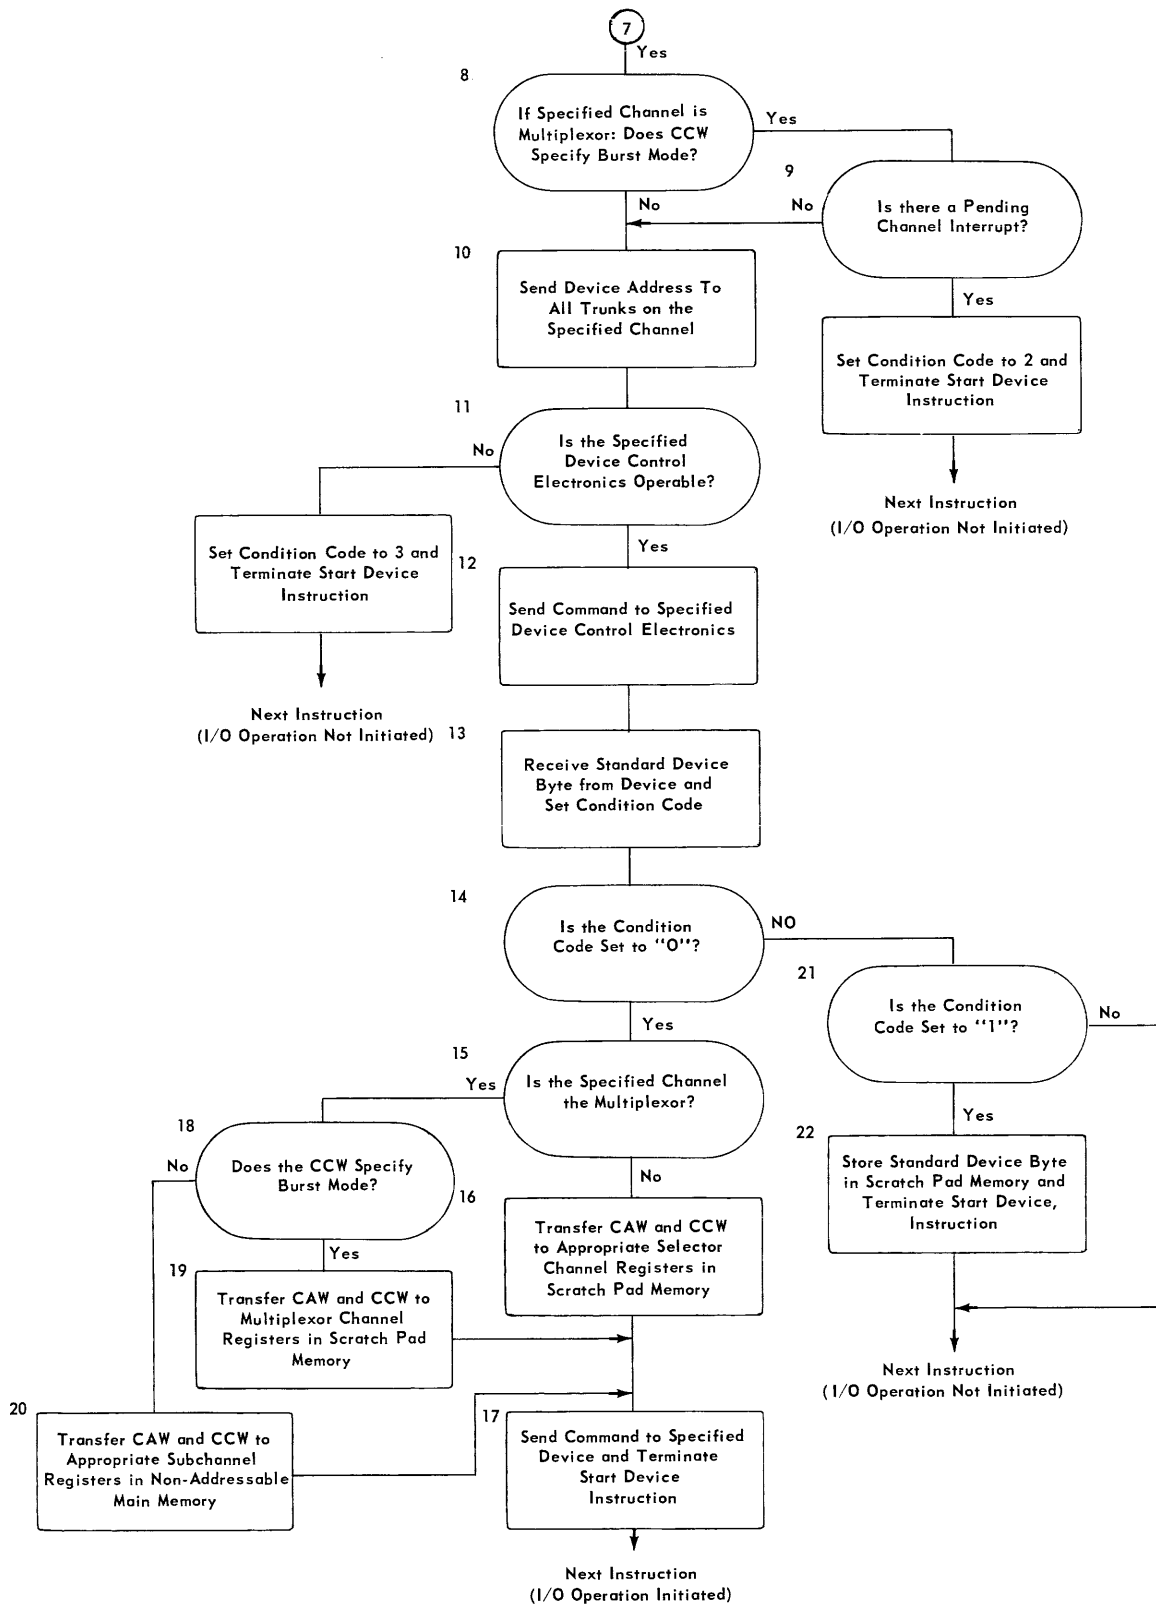 7
Yes
8
If Specified Channel is
Multiplexor: Does CCW
Specify Burst Mode?
Yes
9
No
No
Is there a Pending
Channel Interrupt?
10
Send Device Address To
All Trunks on the
Specified Channel
Yes
Set Condition Code to 2 and
Terminate Start Device
Instruction
11
No
Is the Specified
Device Control
Electronics Operable?
Next Instruction
(I/O Operation Not Initiated)
Yes
Set Condition Code to 3 and
Terminate Start Device
Instruction
12
Send Command to Specified
Device Control Electronics
Next Instruction
(I/O Operation Not Initiated)
13
Receive Standard Device
Byte from Device and
Set Condition Code
14
Is the Condition
Code Set to "0"?
NO
21
Is the Condition
Code Set to "1"?
No
Yes
15
Yes
Is the Specified Channel
the Multiplexor?
Yes
22
18
No
Does the CCW Specify
Burst Mode?
No
16
Store Standard Device Byte
in Scratch Pad Memory and
Terminate Start Device,
Instruction
Transfer CAW and CCW
to Appropriate Selector
Channel Registers in
Scratch Pad Memory
Yes
19
Transfer CAW and CCW to
Multiplexor Channel
Registers in Scratch Pad
Memory
Next Instruction
(I/O Operation Not Initiated)
20
Transfer CAW and CCW to
Appropriate Subchannel
Registers in Non-Addressable
Main Memory
17
Send Command to Specified
Device and Terminate
Start Device
Instruction
Next Instruction
(I/O Operation Initiated)